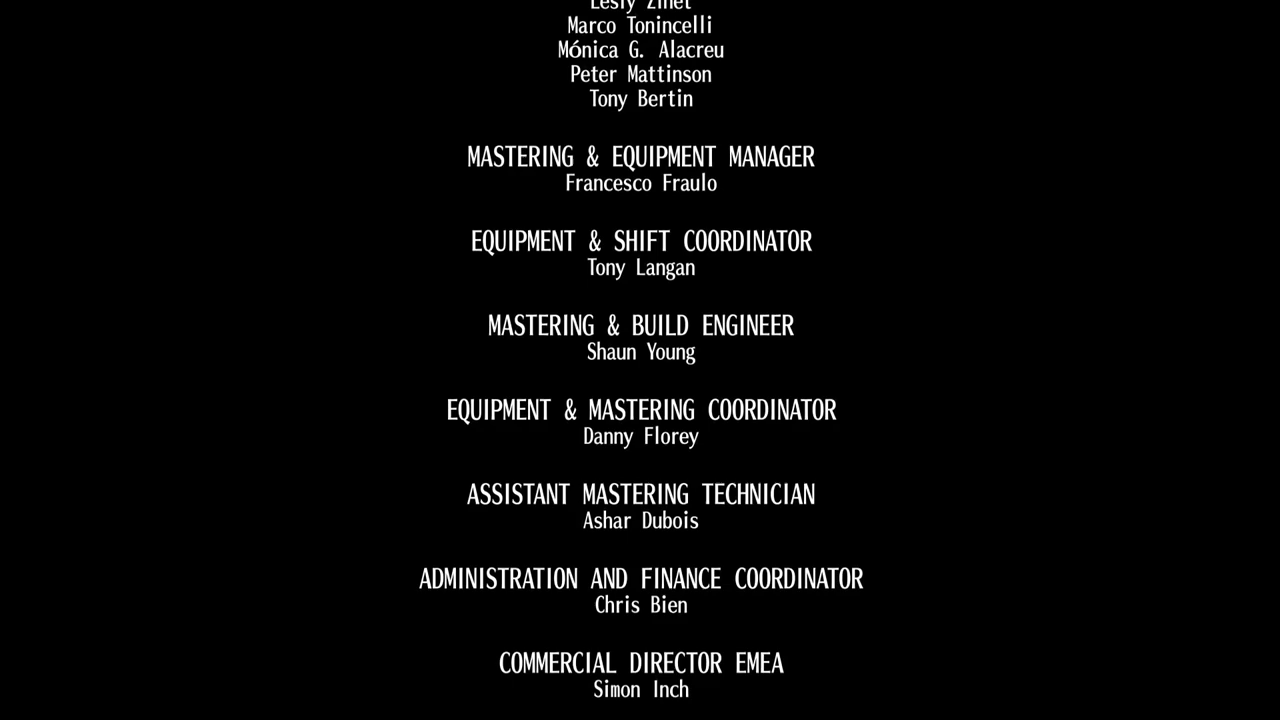 Lesly Zinet
Marco Tonincelli
Mónica G. Alacreu
Peter Mattinson
Tony Bertin
MASTERING & EQUIPMENT MANAGER
Francesco Fraulo
EQUIPMENT & SHIFT COORDINATOR
Tony Langan
MASTERING & BUILD ENGINEER
Shaun Young
EQUIPMENT & MASTERING COORDINATOR
Danny Florey
ASSISTANT MASTERING TECHNICIAN
Ashar Dubois
ADMINISTRATION AND FINANCE COORDINATOR
Chris Bien
COMMERCIAL DIRECTOR EMEA
Simon Inch